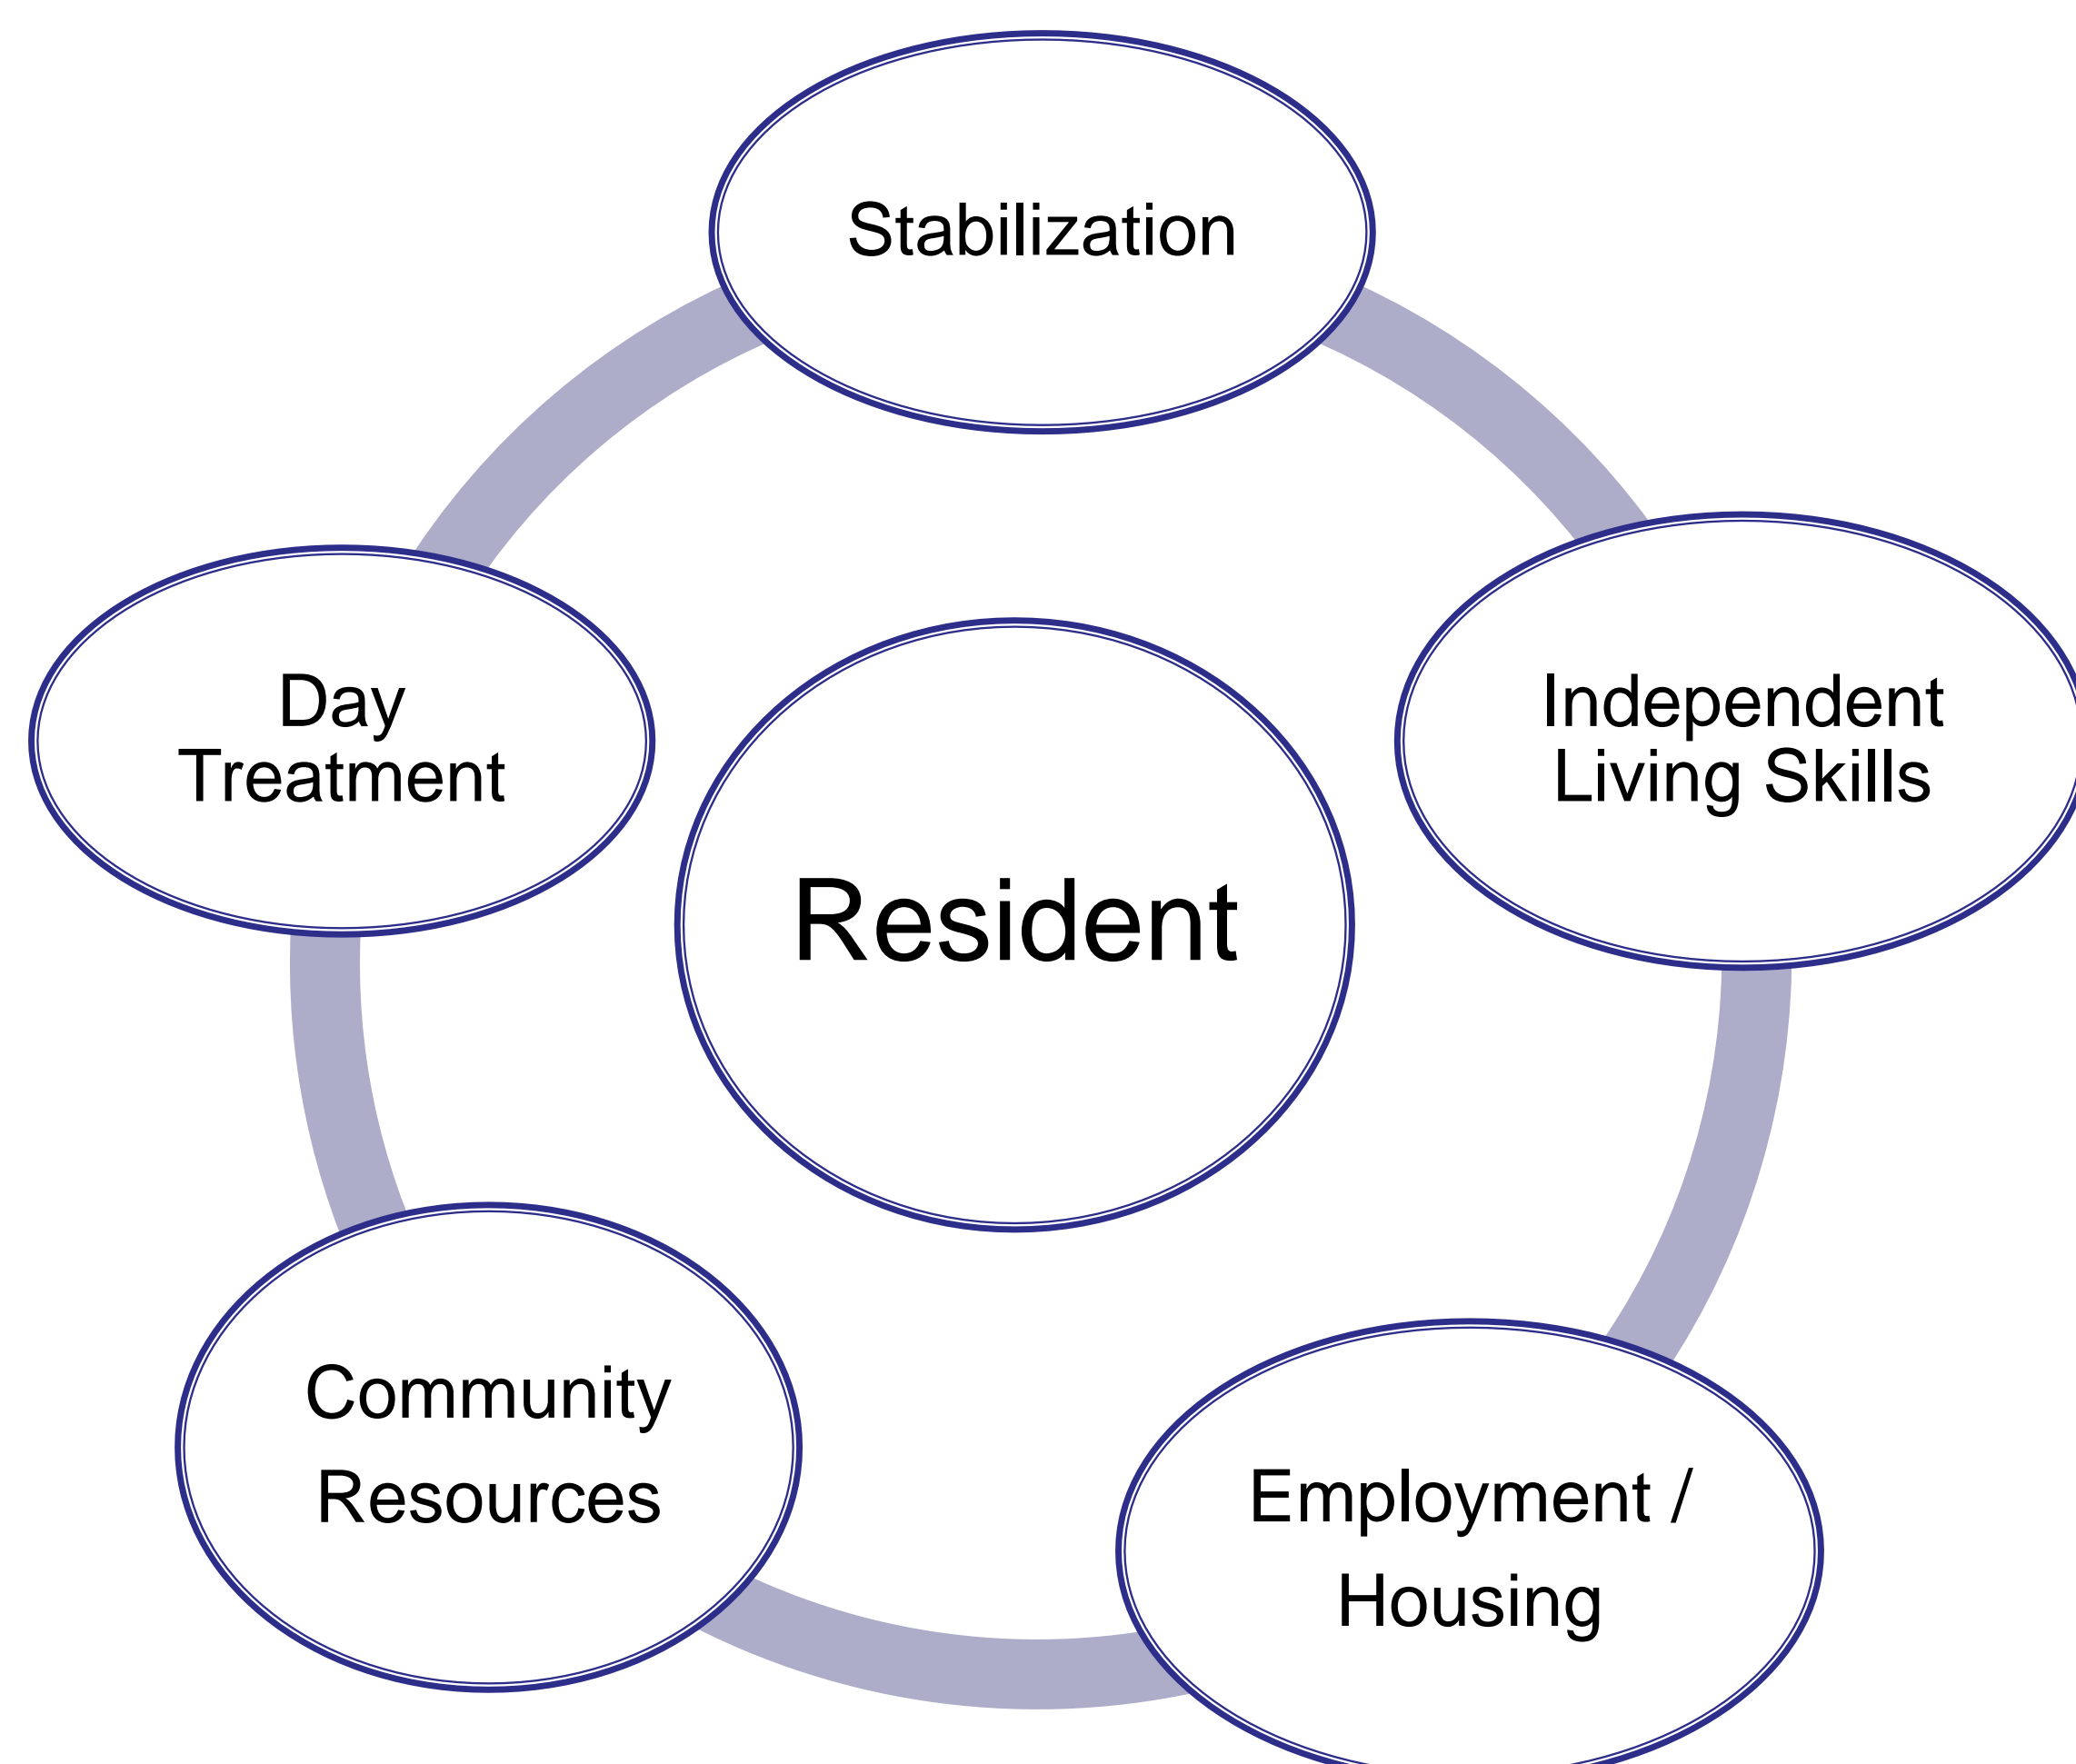 Stabilization
Day
Treatment
Independent
Living Skills
Resident
Community
Resources
Employment /
Housing